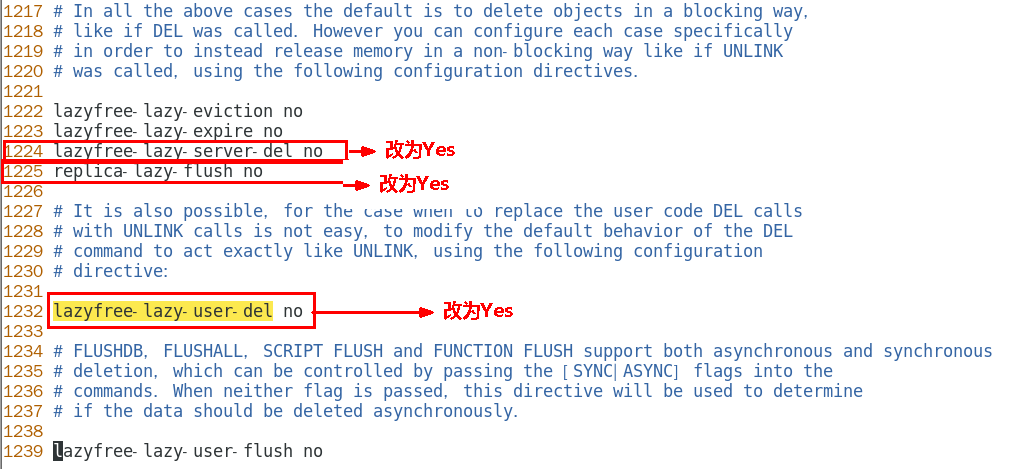 1217 # In all the above cases the default is to delete objects in a blocking way,
1218 # like if DEL was called. However you can configure each case specifically
1219 # in order to instead release memory in a non-blocking way like if UNLINK
1220 # was called, using the following configuration directives.
1221
1222 lazyfree-lazy-eviction no
1223 lazyfree-lazy-expire no
1224 lazyfree-lazy-server-del no 改为Yes
1225 replica-lazy-flush no 改为Yes
1226
1227 # It is also possible, for the case when to replace the user code DEL calls
1228 # with UNLINK calls is not easy, to modify the default behavior of the DEL
1229 # command to act exactly like UNLINK, using the following configuration
1230 # directive:
1231
1232 lazyfree-lazy-user-del no 改为Yes
1233
1234 # FLUSHDB, FLUSHALL, SCRIPT FLUSH and FUNCTION FLUSH support both asynchronous and synchronous
1235 # deletion, which can be controlled by passing the [SYNC|ASYNC] flags into the
1236 # commands. When neither flag is passed, this directive will be used to determine
1237 # if the data should be deleted asynchronously.
1238
1239 lazyfree-lazy-user-flush no